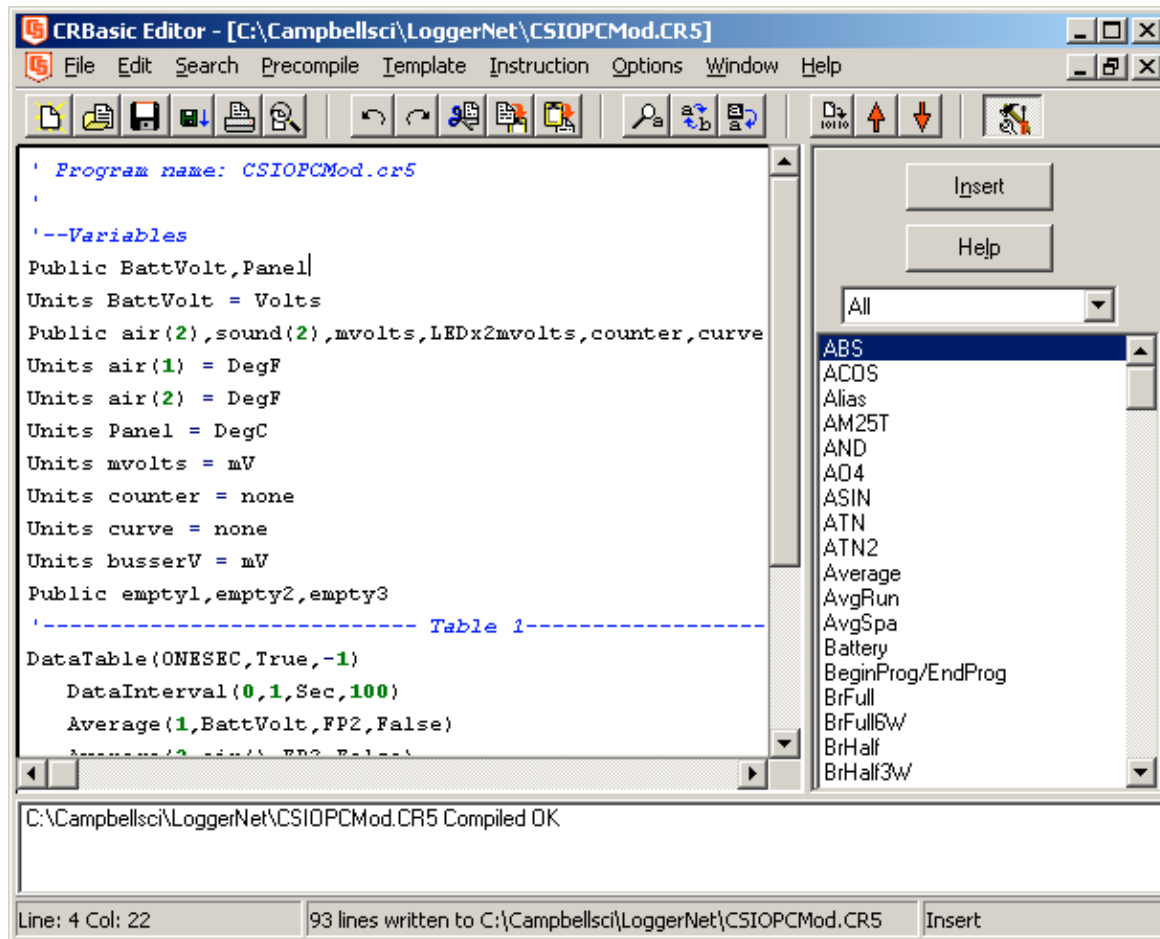 CRBasic Editor - [C:\Campbellsci\LoggerNet\CSIOPCMod.CR5]
File Edit Search Precompile Template Instruction Options Window Help
' Program name: CSIOPCMod.cr5
'
'--Variables
Public BattVolt,Panel
Units BattVolt = Volts
Public air(2),sound(2),mvolts,LEDx2mvolts,counter,curve
Units air(1) = DegF
Units air(2) = DegF
Units Panel = DegC
Units mvolts = mV
Units counter = none
Units curve = none
Units busserV = mV
Public empty1,empty2,empty3
'---------------------------- Table 1------------------
DataTable(ONESEC,True,-1)
DataInterval(0,1,Sec,100)
Average(1,BattVolt,FP2,False)
Insert
Help
All
ABS
ACOS
Alias
AM25T
AND
AO4
ASIN
ATN
ATN2
Average
AvgRun
AvgSpa
Battery
BeginProg/EndProg
BrFull
BrFull6W
BrHalf
BrHalf3W
C:\Campbellsci\LoggerNet\CSIOPCMod.CR5 Compiled OK
Line: 4 Col: 22
93 lines written to C:\Campbellsci\LoggerNet\CSIOPCMod.CR5
Insert